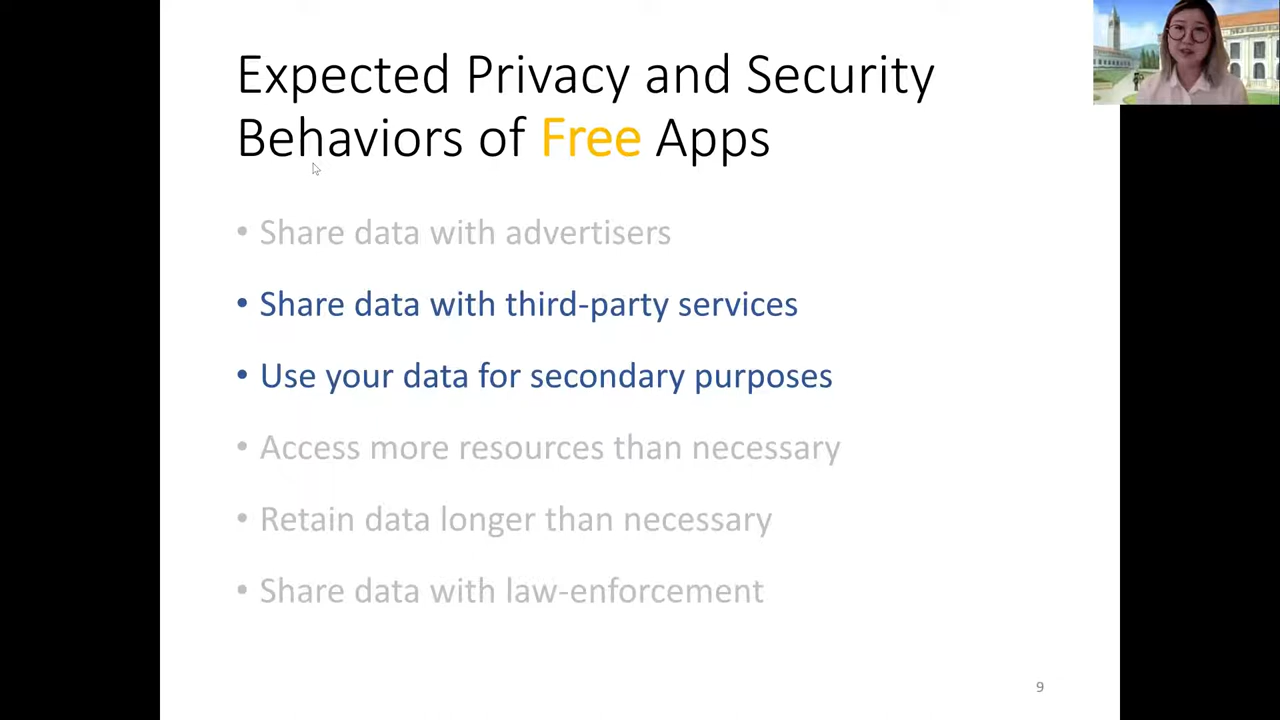 Expected Privacy and Security
Behaviors of Free Apps
• Share data with advertisers
• Share data with third-party services
• Use your data for secondary purposes
• Access more resources than necessary
• Retain data longer than necessary
• Share data with law-enforcement
9